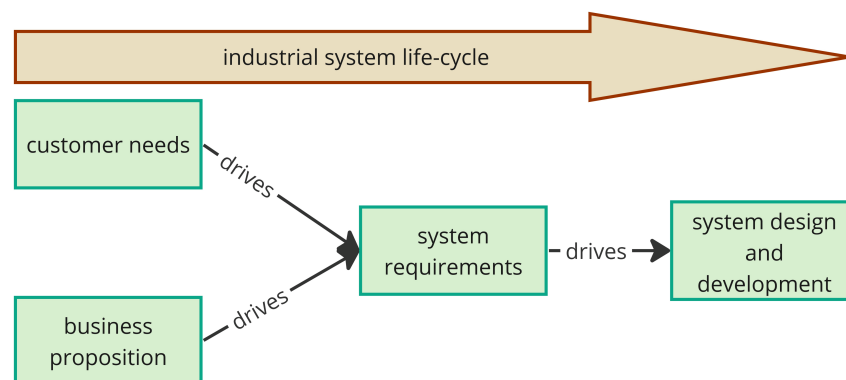 industrial system life-cycle
customer needs
drives
system
requirements
drives
system design
and
development
drives
business
proposition